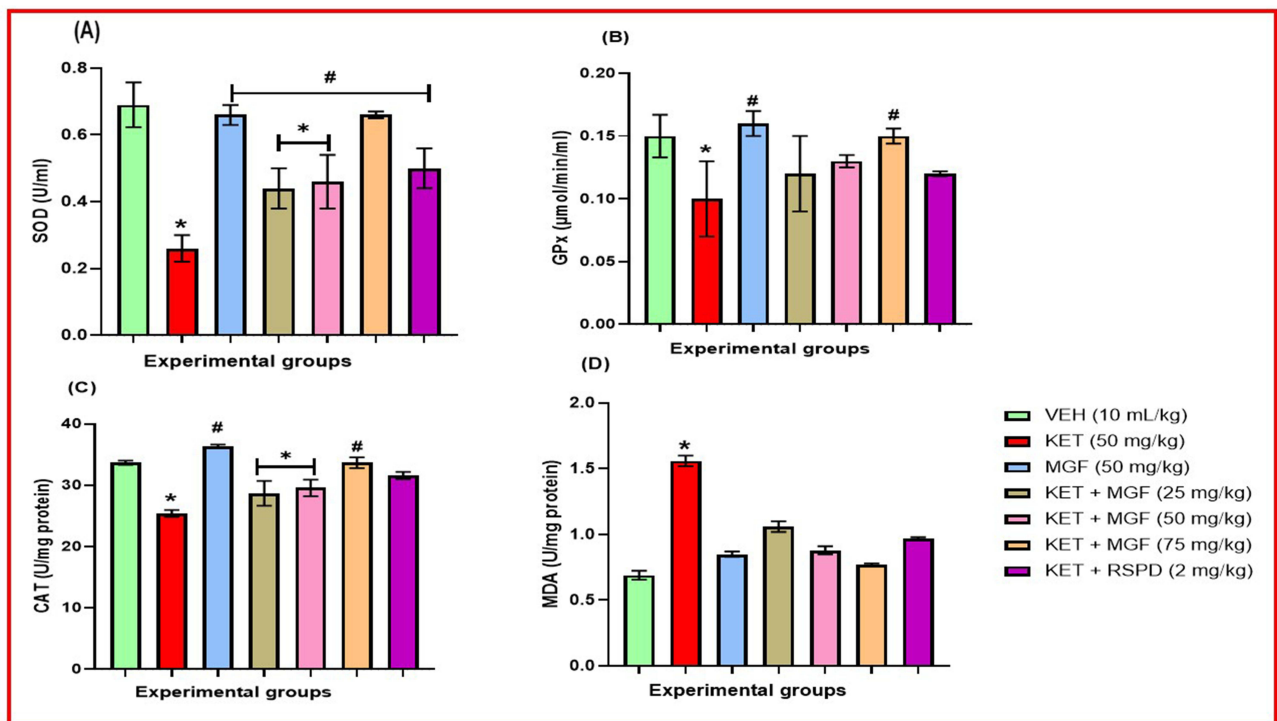 (A)
0.8
0.6
0.4
0.2
0.0
SOD (U/ml)
*
#
*
Experimental groups
(B)
0.20
0.15
0.10
0.05
0.00
GPx (µmol/min/ml)
*
#
#
Experimental groups
(C)
40
30
20
10
0
CAT (U/mg protein)
*
#
*
#
Experimental groups
(D)
2.0
1.5
1.0
0.5
0.0
MDA (U/mg protein)
*
Experimental groups
VEH (10 mL/kg)
KET (50 mg/kg)
MGF (50 mg/kg)
KET + MGF (25 mg/kg)
KET + MGF (50 mg/kg)
KET + MGF (75 mg/kg)
KET + RSPD (2 mg/kg)